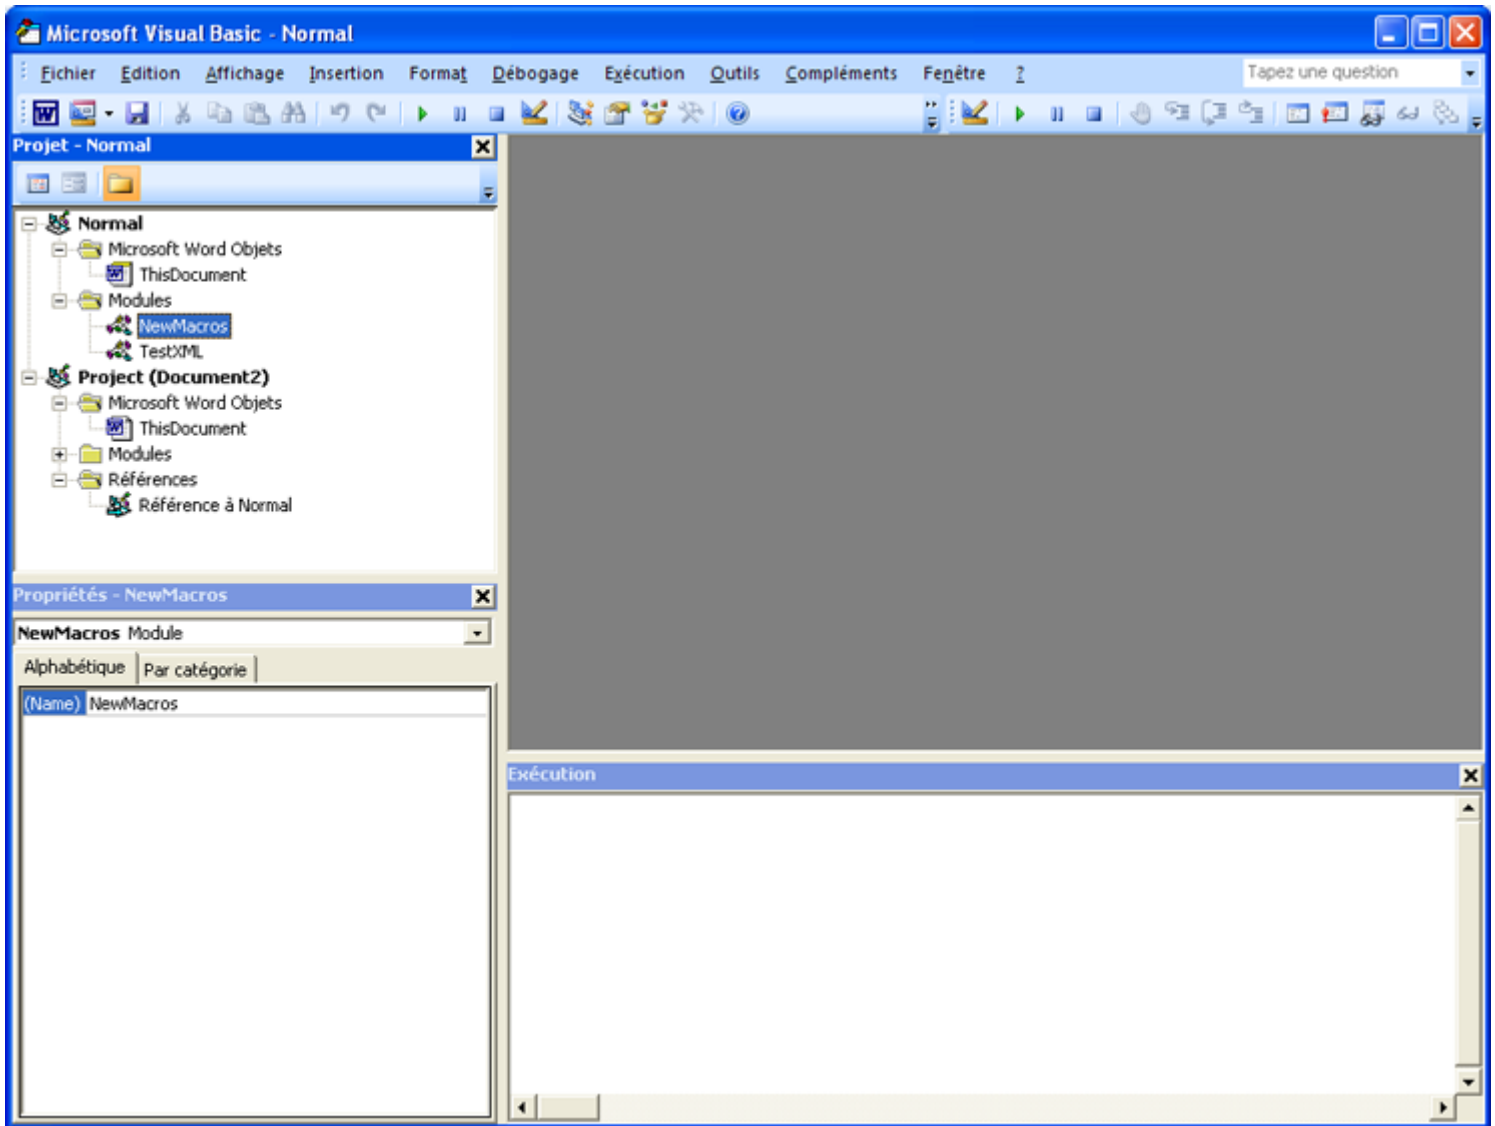 Microsoft Visual Basic - Normal
Fichier Edition Affichage Insertion Format Débogage Exécution Outils Compléments Fenêtre ? Tapez une question
Projet - Normal
Normal
Microsoft Word Objets
ThisDocument
Modules
NewMacros
TestXML
Project (Document2)
Microsoft Word Objets
ThisDocument
Modules
Références
Référence à Normal
Propriétés - NewMacros
NewMacros Module
Alphabétique Par catégorie
(Name) NewMacros
Exécution